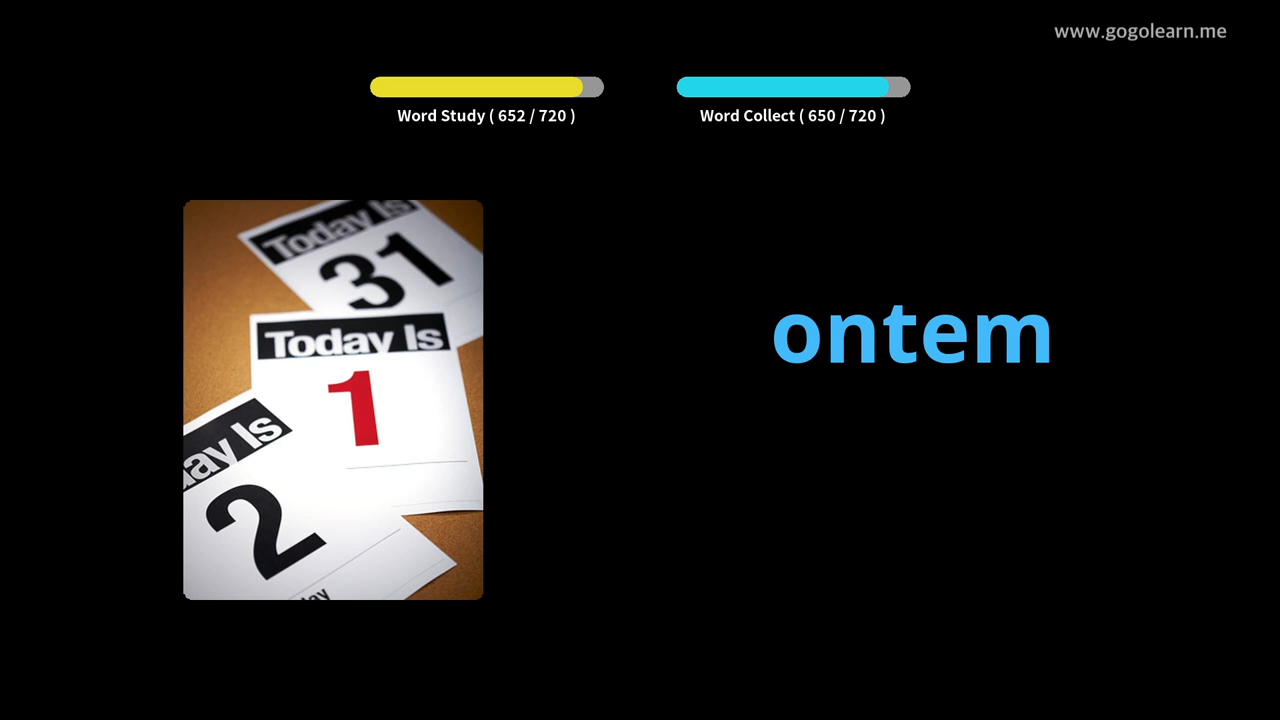 www.gogolearn.me
Word Study ( 652 / 720 )
Word Collect ( 650 / 720 )
Today Is
31
Today Is
1
ay Is
2
ontem